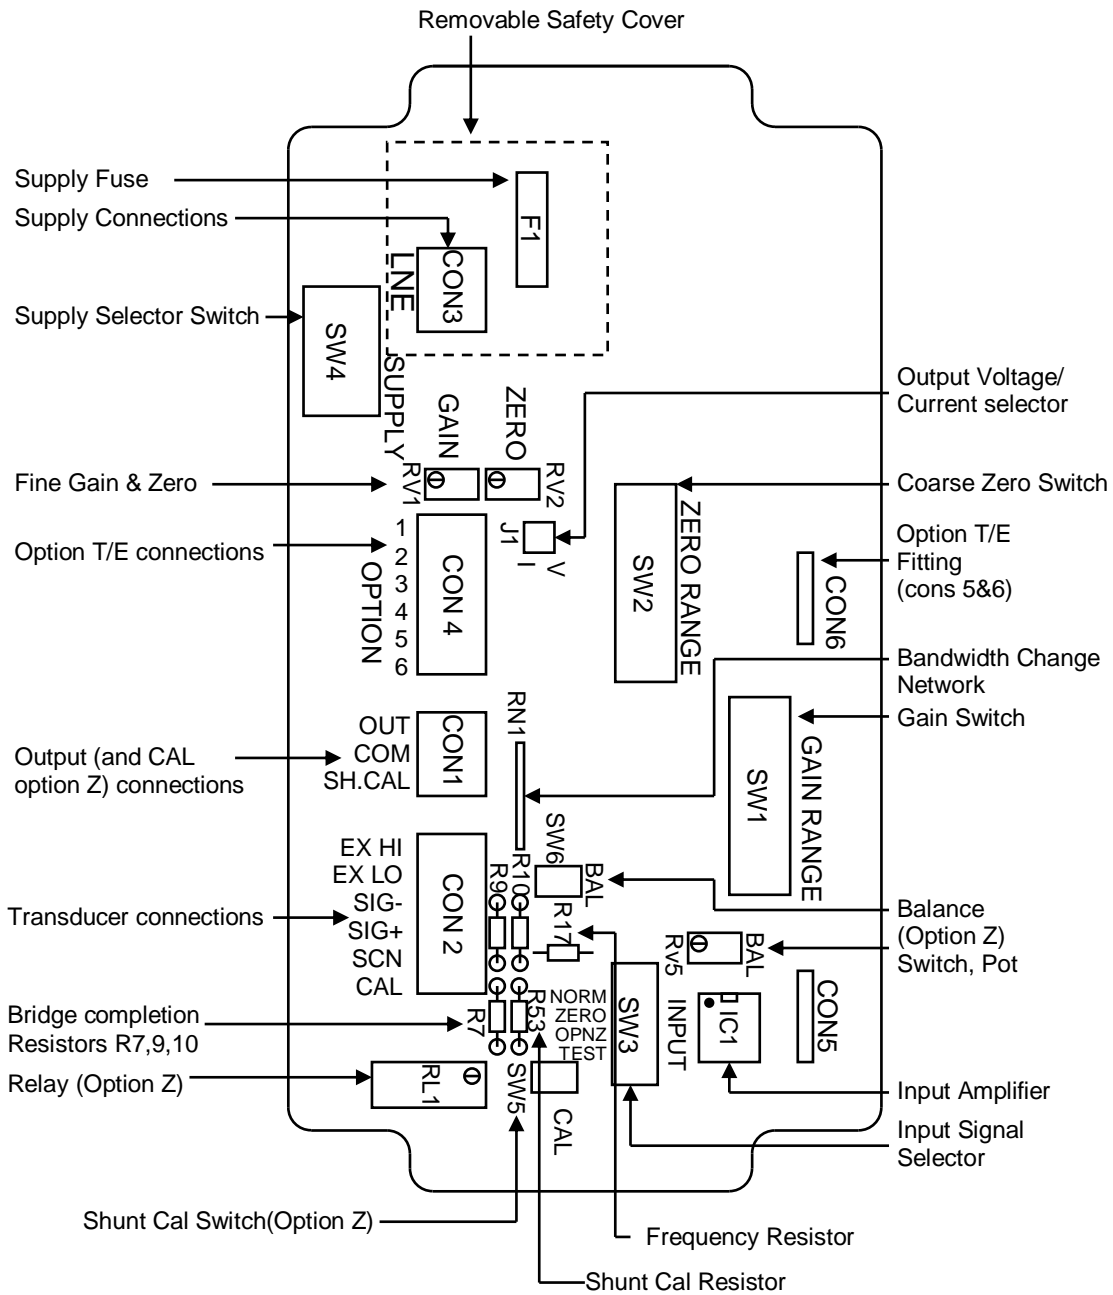 Removable Safety Cover
Supply Fuse
Supply Connections
F1
CON3
LNE
Supply Selector Switch
SW4
SUPPLY
GAIN
ZERO
Output Voltage/
Current selector
Fine Gain & Zero
RV1
RV2
Coarse Zero Switch
Option T/E connections
1
2
3
4
5
6
OPTION
CON 4
J1
I
V
SW2
ZERO RANGE
Option T/E
Fitting
(cons 5&6)
CON6
Bandwidth Change
Network
Gain Switch
RN1
OUT
COM
SH.CAL
CON1
Output (and CAL
option Z) connections
SW1
GAIN RANGE
EX HI
EX LO
SIG-
SIG+
SCN
CAL
CON 2
Transducer connections
R9
R10
SW6
BAL
R17
Rv5
BAL
Balance
(Option Z)
Switch, Pot
Bridge completion
Resistors R7,9,10
R7
R53
NORM
ZERO
OPNZ
TEST
SW3
INPUT
IC1
CON5
Relay (Option Z)
RL1
SW5
CAL
Input Amplifier
Input Signal
Selector
Shunt Cal Switch(Option Z)
Frequency Resistor
Shunt Cal Resistor